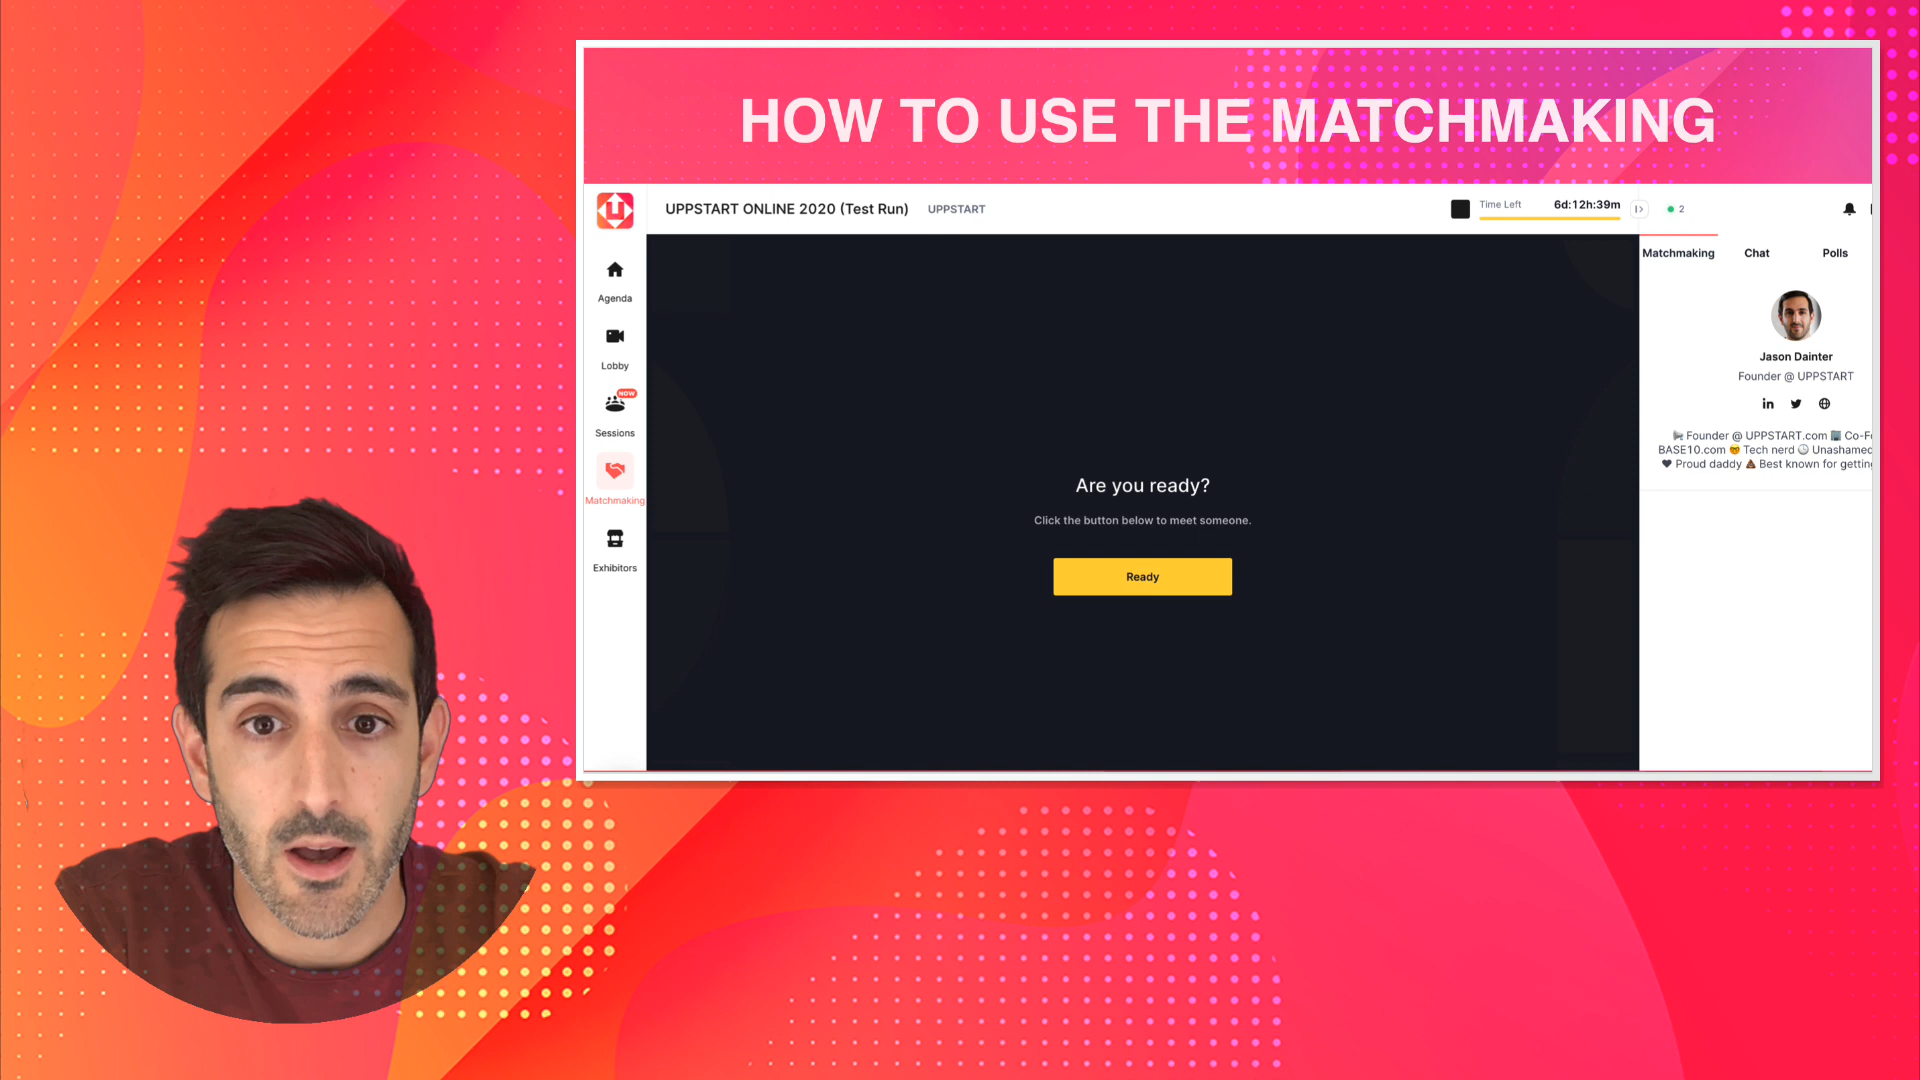 HOW TO USE THE MATCHMAKING
UPPSTART ONLINE 2020 (Test Run) UPPSTART
Time Left 6d:12h:39m
2
Agenda
Lobby
NOW
Sessions
Matchmaking
Exhibitors
Are you ready?
Click the button below to meet someone.
Ready
Matchmaking Chat Polls
Jason Dainter
Founder @ UPPSTART
in
Founder @ UPPSTART.com
BASE10.com Tech nerd
Proud daddy Best known for